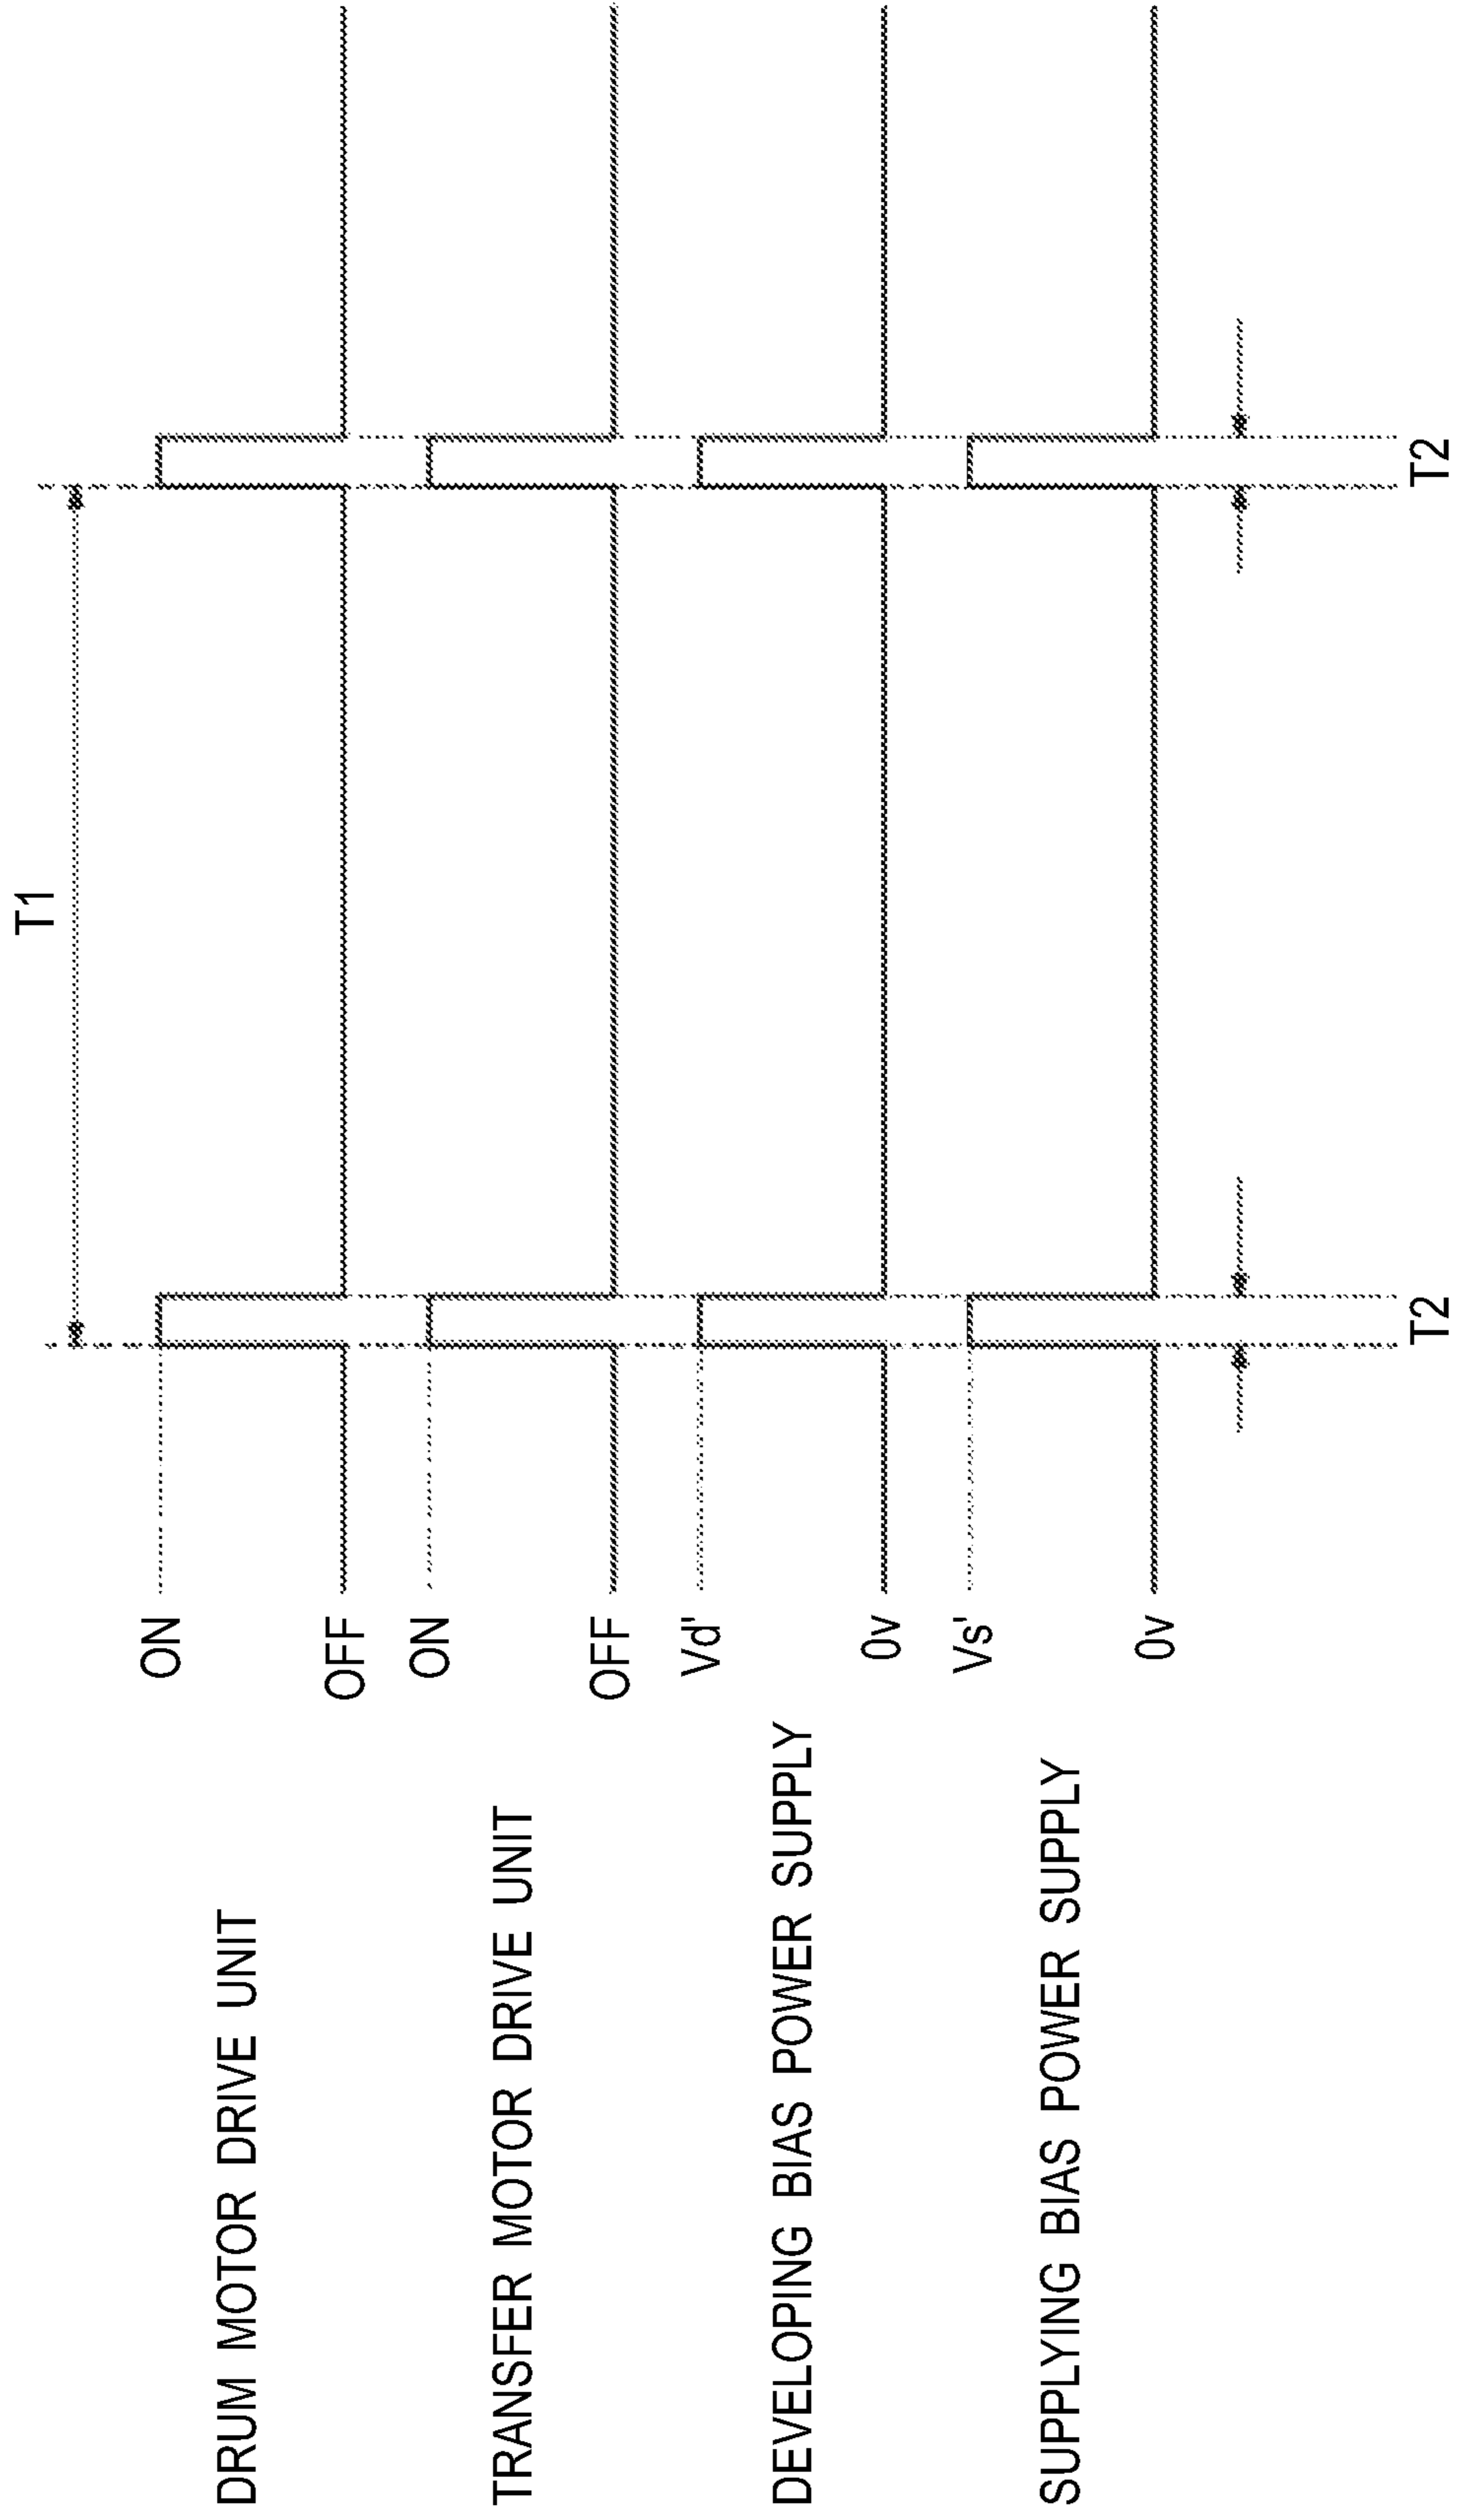 T1
DRUM MOTOR DRIVE UNIT
ON
OFF
TRANSFER MOTOR DRIVE UNIT
ON
OFF
DEVELOPING BIAS POWER SUPPLY
Vd'
0v
SUPPLYING BIAS POWER SUPPLY
Vs'
0v
T2
T2